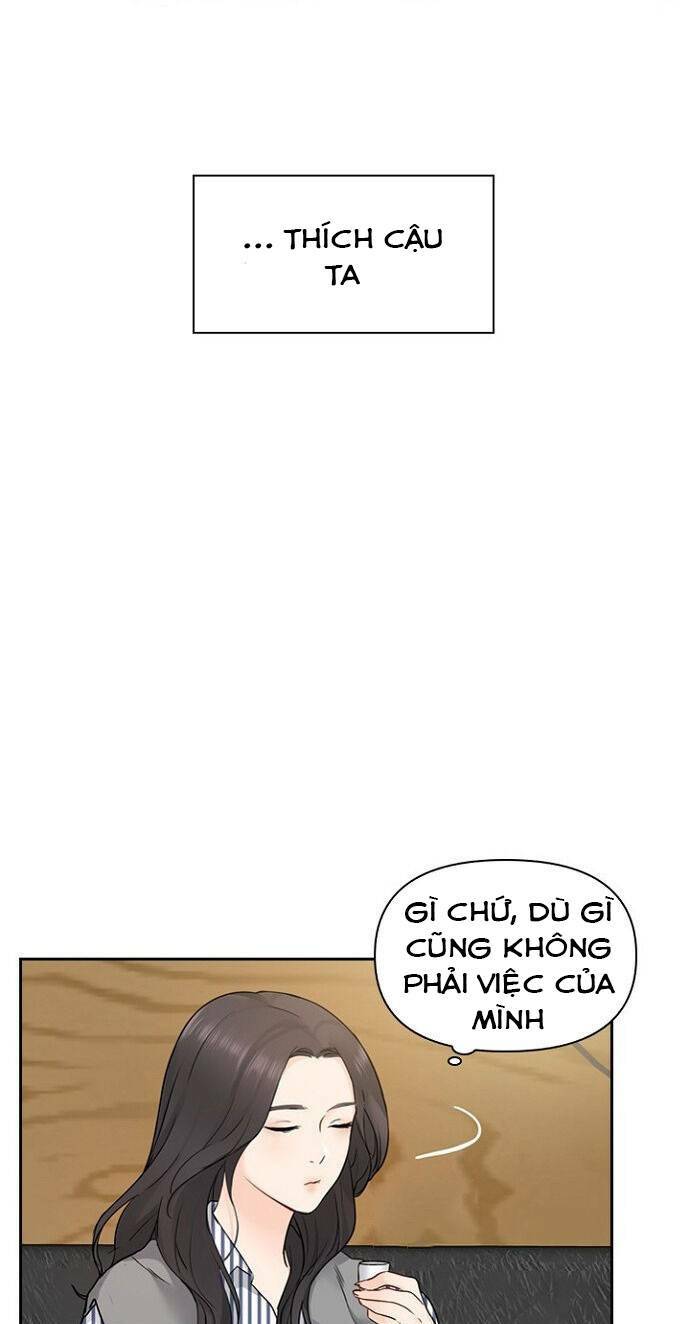 ... THÍCH CẬU
TA
GÌ CHỨ, DÙ GÌ
CŨNG KHÔNG
PHẢI VIỆC CỦA
MÌNH